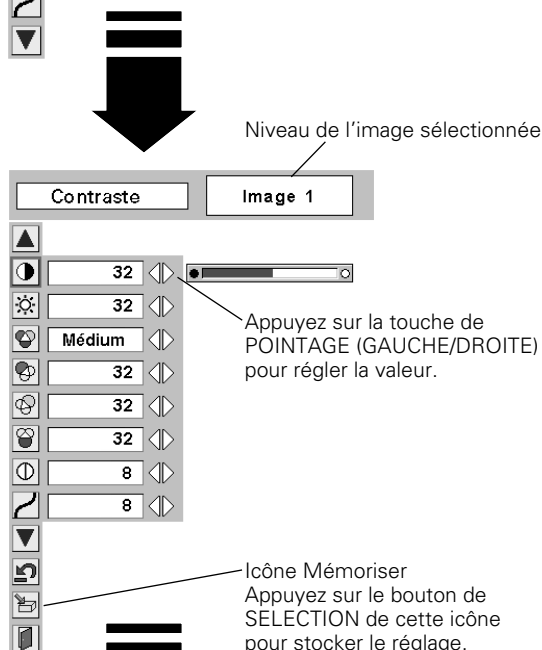 Niveau de l'image sélectionnée
Contraste
Image 1
32
Appuyez sur la touche de
32
POINTAGE (GAUCHE/DROITE)
Médium
pour régler la valeur.
32
32
32
8
8
Icône Mémoriser
Appuyez sur le bouton de
SELECTION de cette icône
pour stocker le réglage.